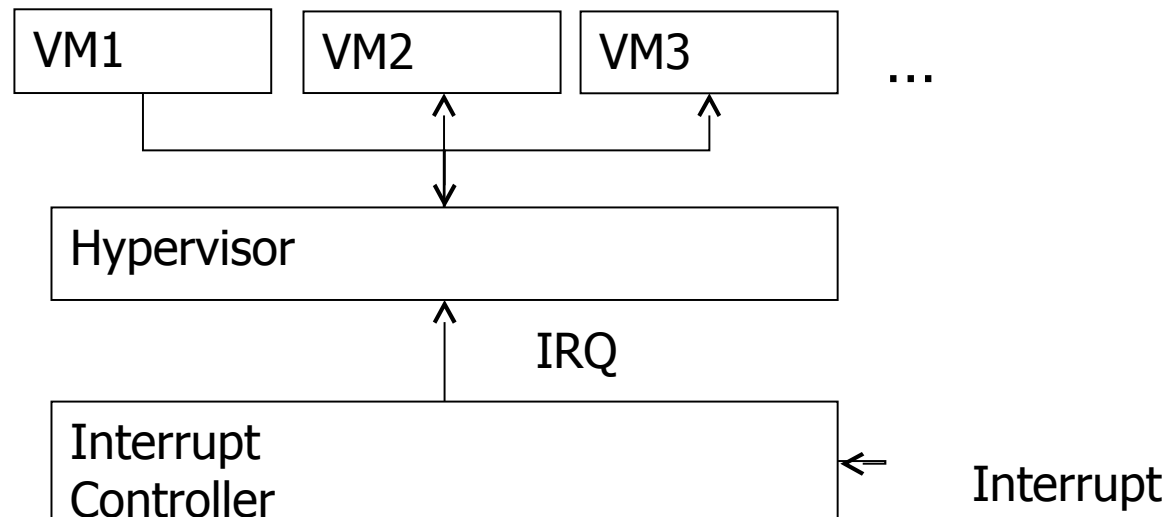 VM1
VM2
VM3
...
Hypervisor
IRQ
Interrupt
Controller
Interrupt